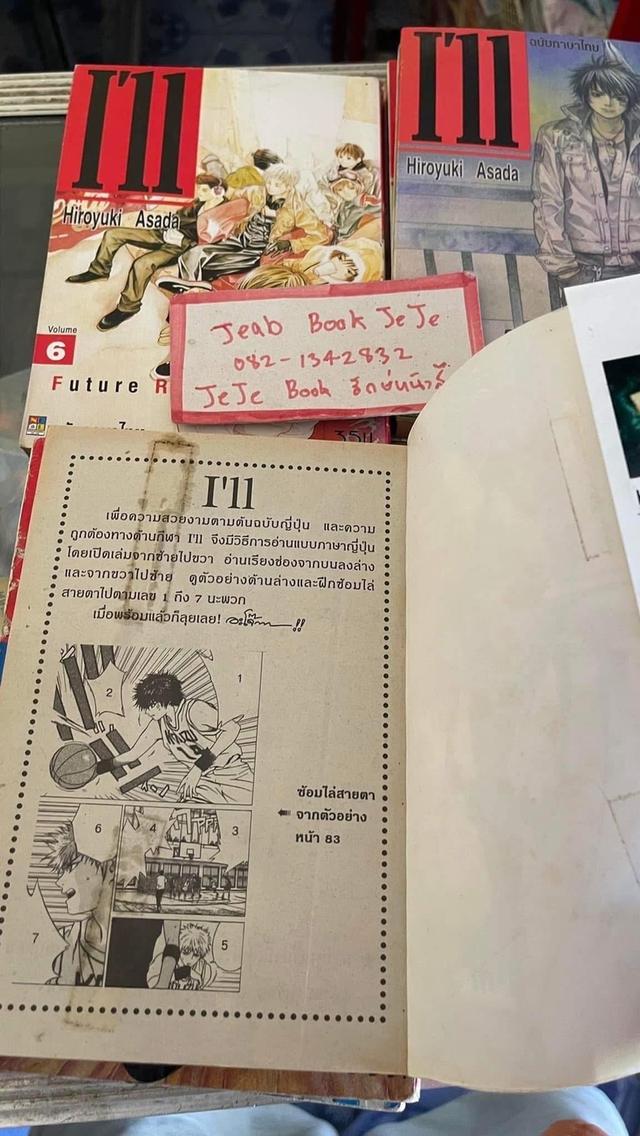 I'll
Hiroyuki Asada
Volume
6
Future R
I'll
ฉบับภาษาไทย
Hiroyuki Asada
Jeab Book JeJe
082-1342832
JeJe Book
I'll
เพื่อความสวยงามตามต้นฉบับญี่ปุ่น และความ
ถูกต้องทางด้านกีฬา I'll จึงมีวิธีการอ่านแบบภาษาญี่ปุ่น
โดยเปิดเล่มจากซ้ายไปขวา อ่านเรียงช่องจากบนลงล่าง
และจากขวาไปซ้าย ดูตัวอย่างด้านล่างและฝึกซ้อมไล่
สายตาไปตามเลข 1 ถึง 7 นะพวก
เมื่อพร้อมแล้วก็ลุยเลย!
1
2
3
4
5
6
7
ซ้อมไล่สายตา
จากตัวอย่าง
หน้า 83